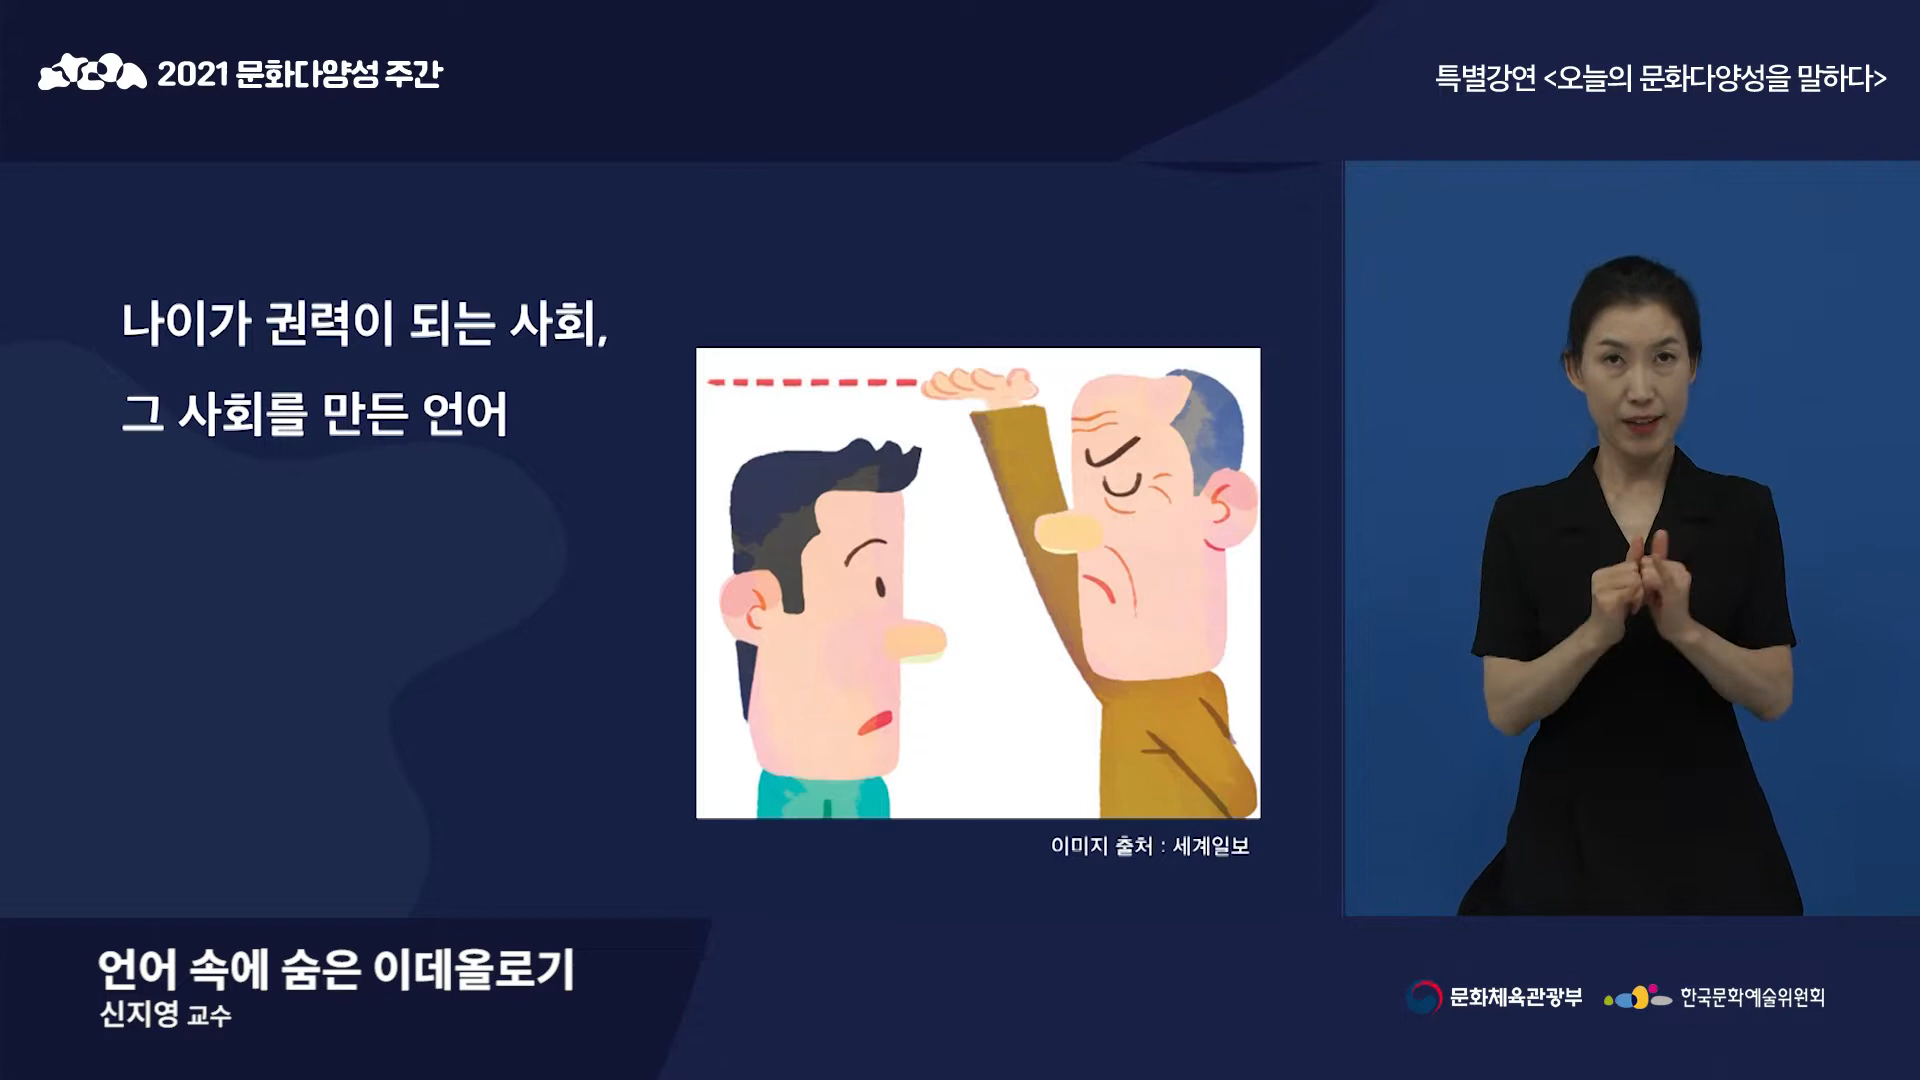 2021 문화다양성 주간
특별강연 <오늘의 문화다양성을 말하다>
나이가 권력이 되는 사회,
그 사회를 만든 언어
이미지 출처 : 세계일보
언어 속에 숨은 이데올로기
신지영 교수
문화체육관광부
한국문화예술위원회